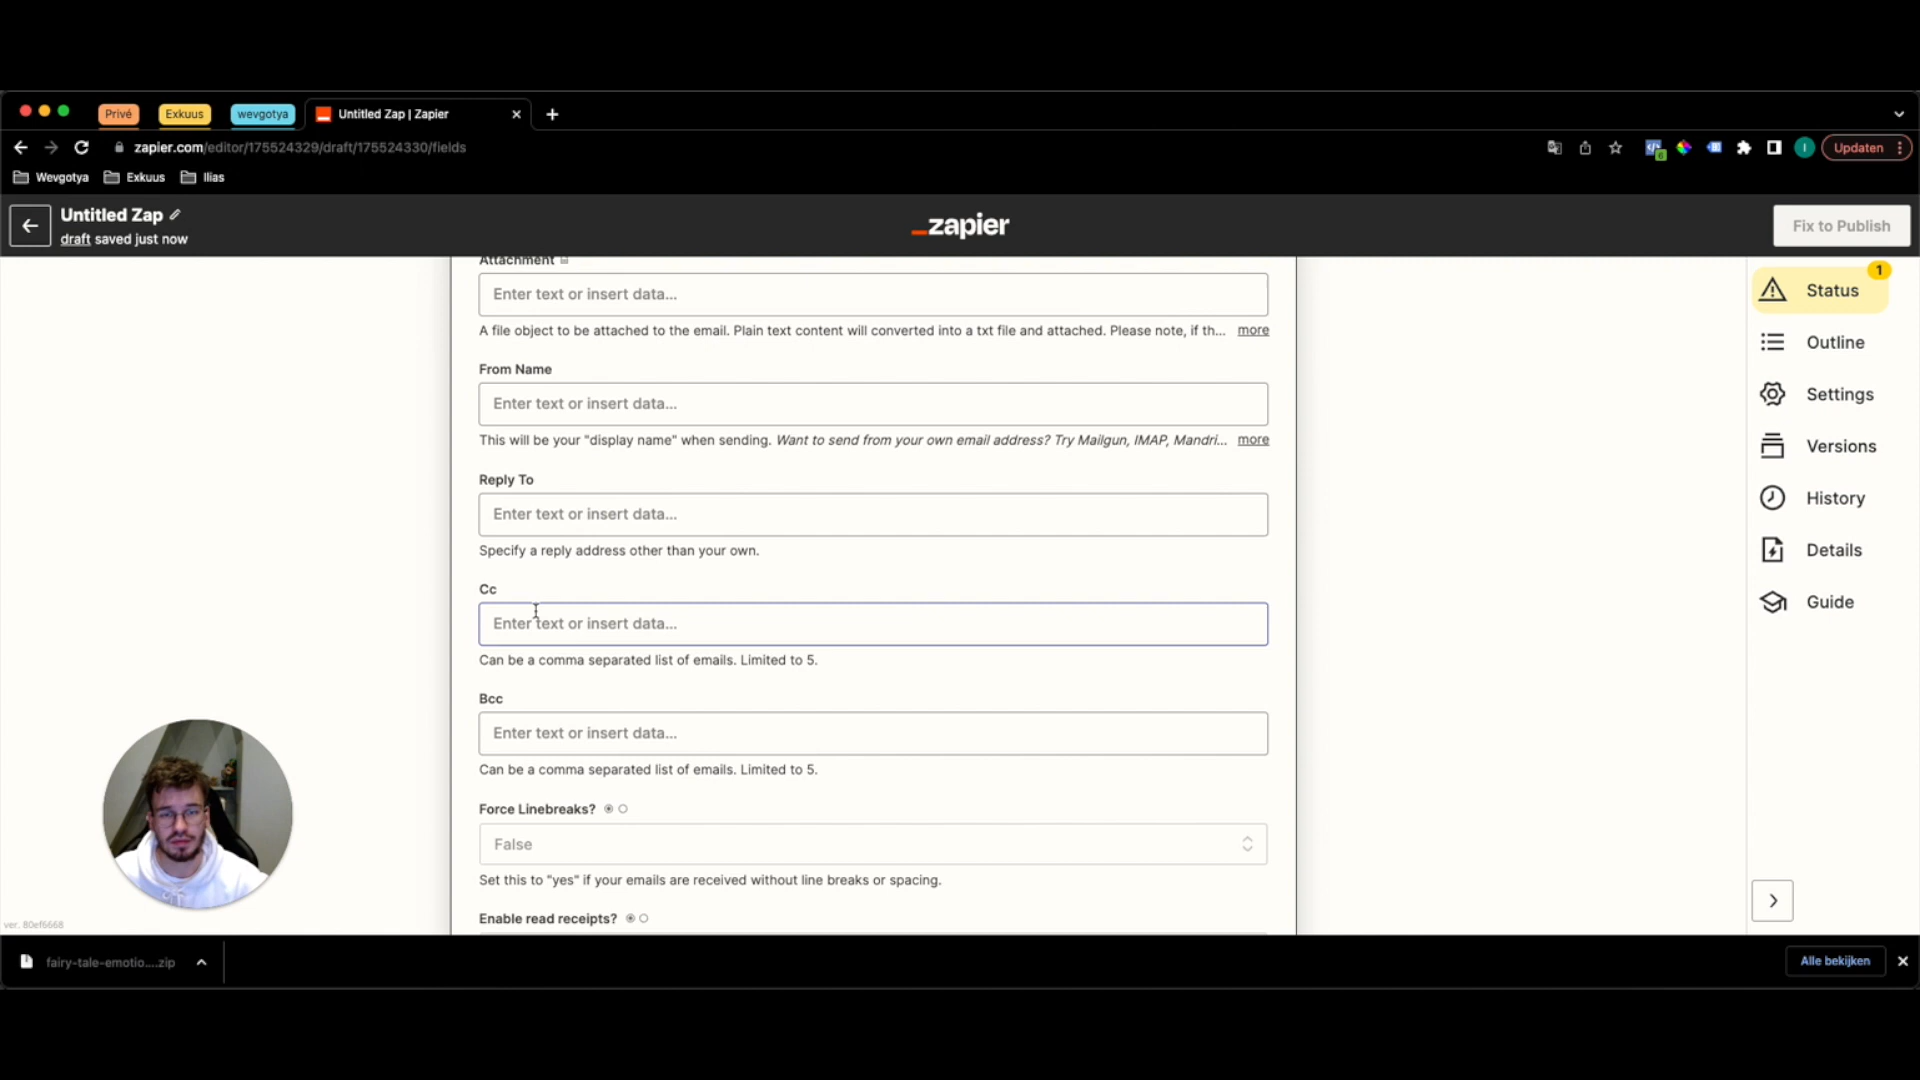 Privé
Exkuus
wevgotya
Untitled Zap | Zapier
zapier.com/editor/175524329/draft/175524330/fields
Updaten
Wevgotya
Exkuus
Ilias
Untitled Zap
draft saved just now
zapier
Fix to Publish
Attachment
Enter text or insert data...
A file object to be attached to the email. Plain text content will converted into a txt file and attached. Please note, if th... more
From Name
Enter text or insert data...
This will be your "display name" when sending. Want to send from your own email address? Try Mailgun, IMAP, Mandri... more
Reply To
Enter text or insert data...
Specify a reply address other than your own.
Cc
Enter text or insert data...
Can be a comma separated list of emails. Limited to 5.
Bcc
Enter text or insert data...
Can be a comma separated list of emails. Limited to 5.
Force Linebreaks?
False
Set this to "yes" if your emails are received without line breaks or spacing.
Enable read receipts?
1
Status
Outline
Settings
Versions
History
Details
Guide
ver. 80ef6668
fairy-tale-emotio....zip
Alle bekijken